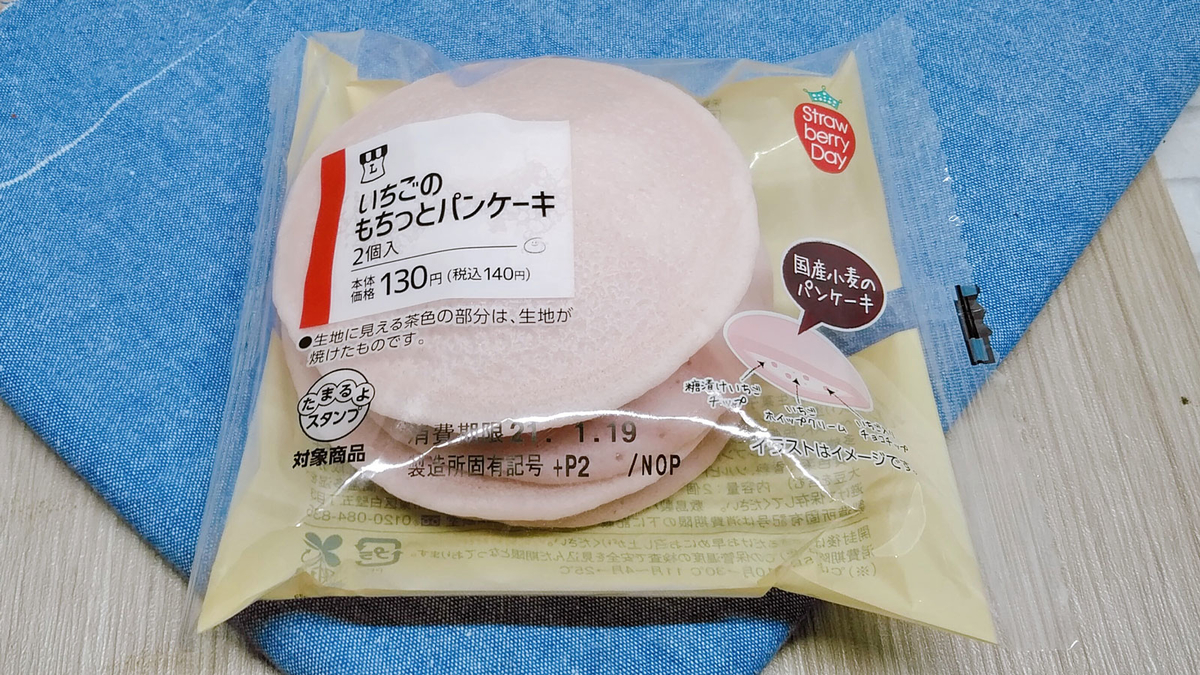 L
いちごの
もちっとパンケーキ
2個入
本体
価格 130円(税込140円)
●生地に見える茶色の部分は、生地が
焼けたものです。
たまるよ
スタンプ
対象商品
消費期限 21. 1.19
製造所固有記号 +P2 /NOP
Straw
berry
Day
国産小麦の
パンケーキ
糖漬けいちご
チップ
いちご
ホイップクリーム
チョコチップ
イラストはイメージです。